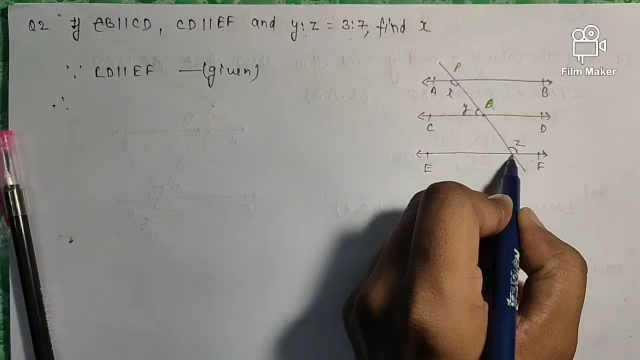 Q2 If AB||CD, CD||EF and y:z = 3:7, find x
∵ CD||EF —(given)
∴
P
A B
x
y Q
C D
z
E F
Film Maker